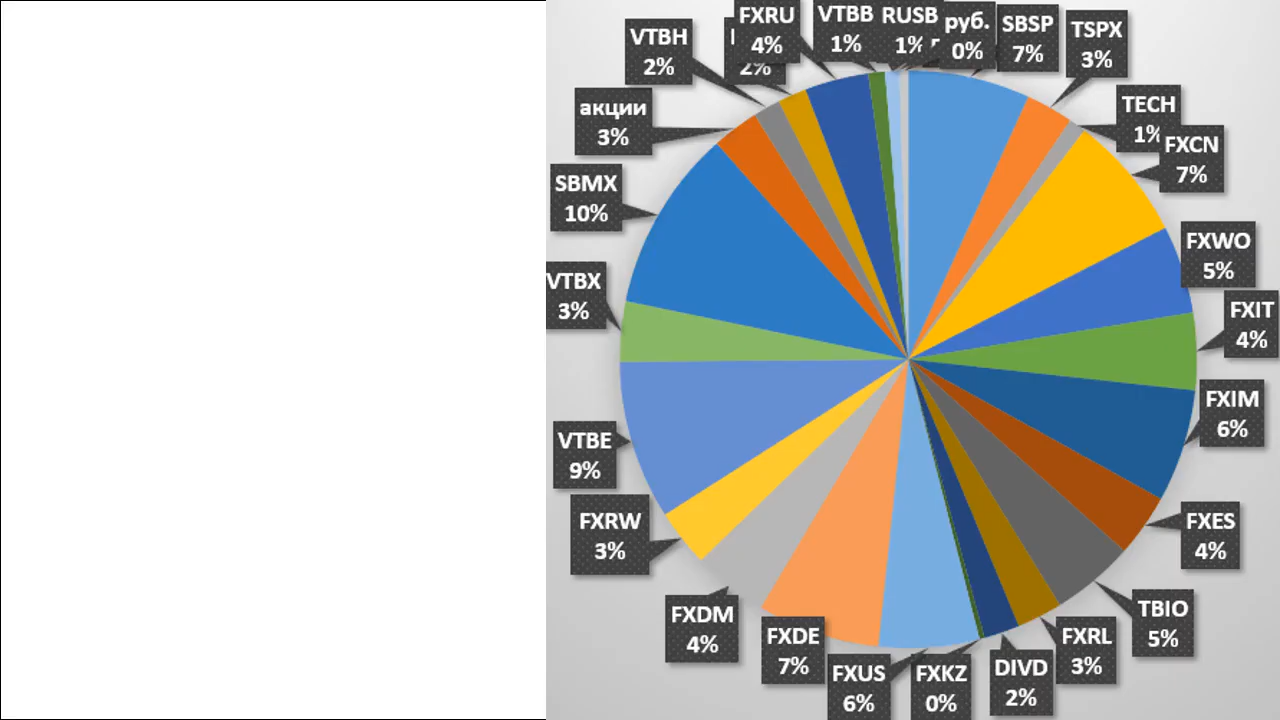 FXRU
4%
VTBB
1%
RUSB
1%
руб.
0%
SBSP
7%
TSPX
3%
VTBH
2%
2%
TECH
1%
акции
3%
FXCN
7%
SBMX
10%
FXWO
5%
VTBX
3%
FXIT
4%
FXIM
6%
VTBE
9%
FXRW
3%
FXES
4%
FXDM
4%
TBIO
5%
FXDE
7%
FXRL
3%
FXUS
6%
FXKZ
0%
DIVD
2%